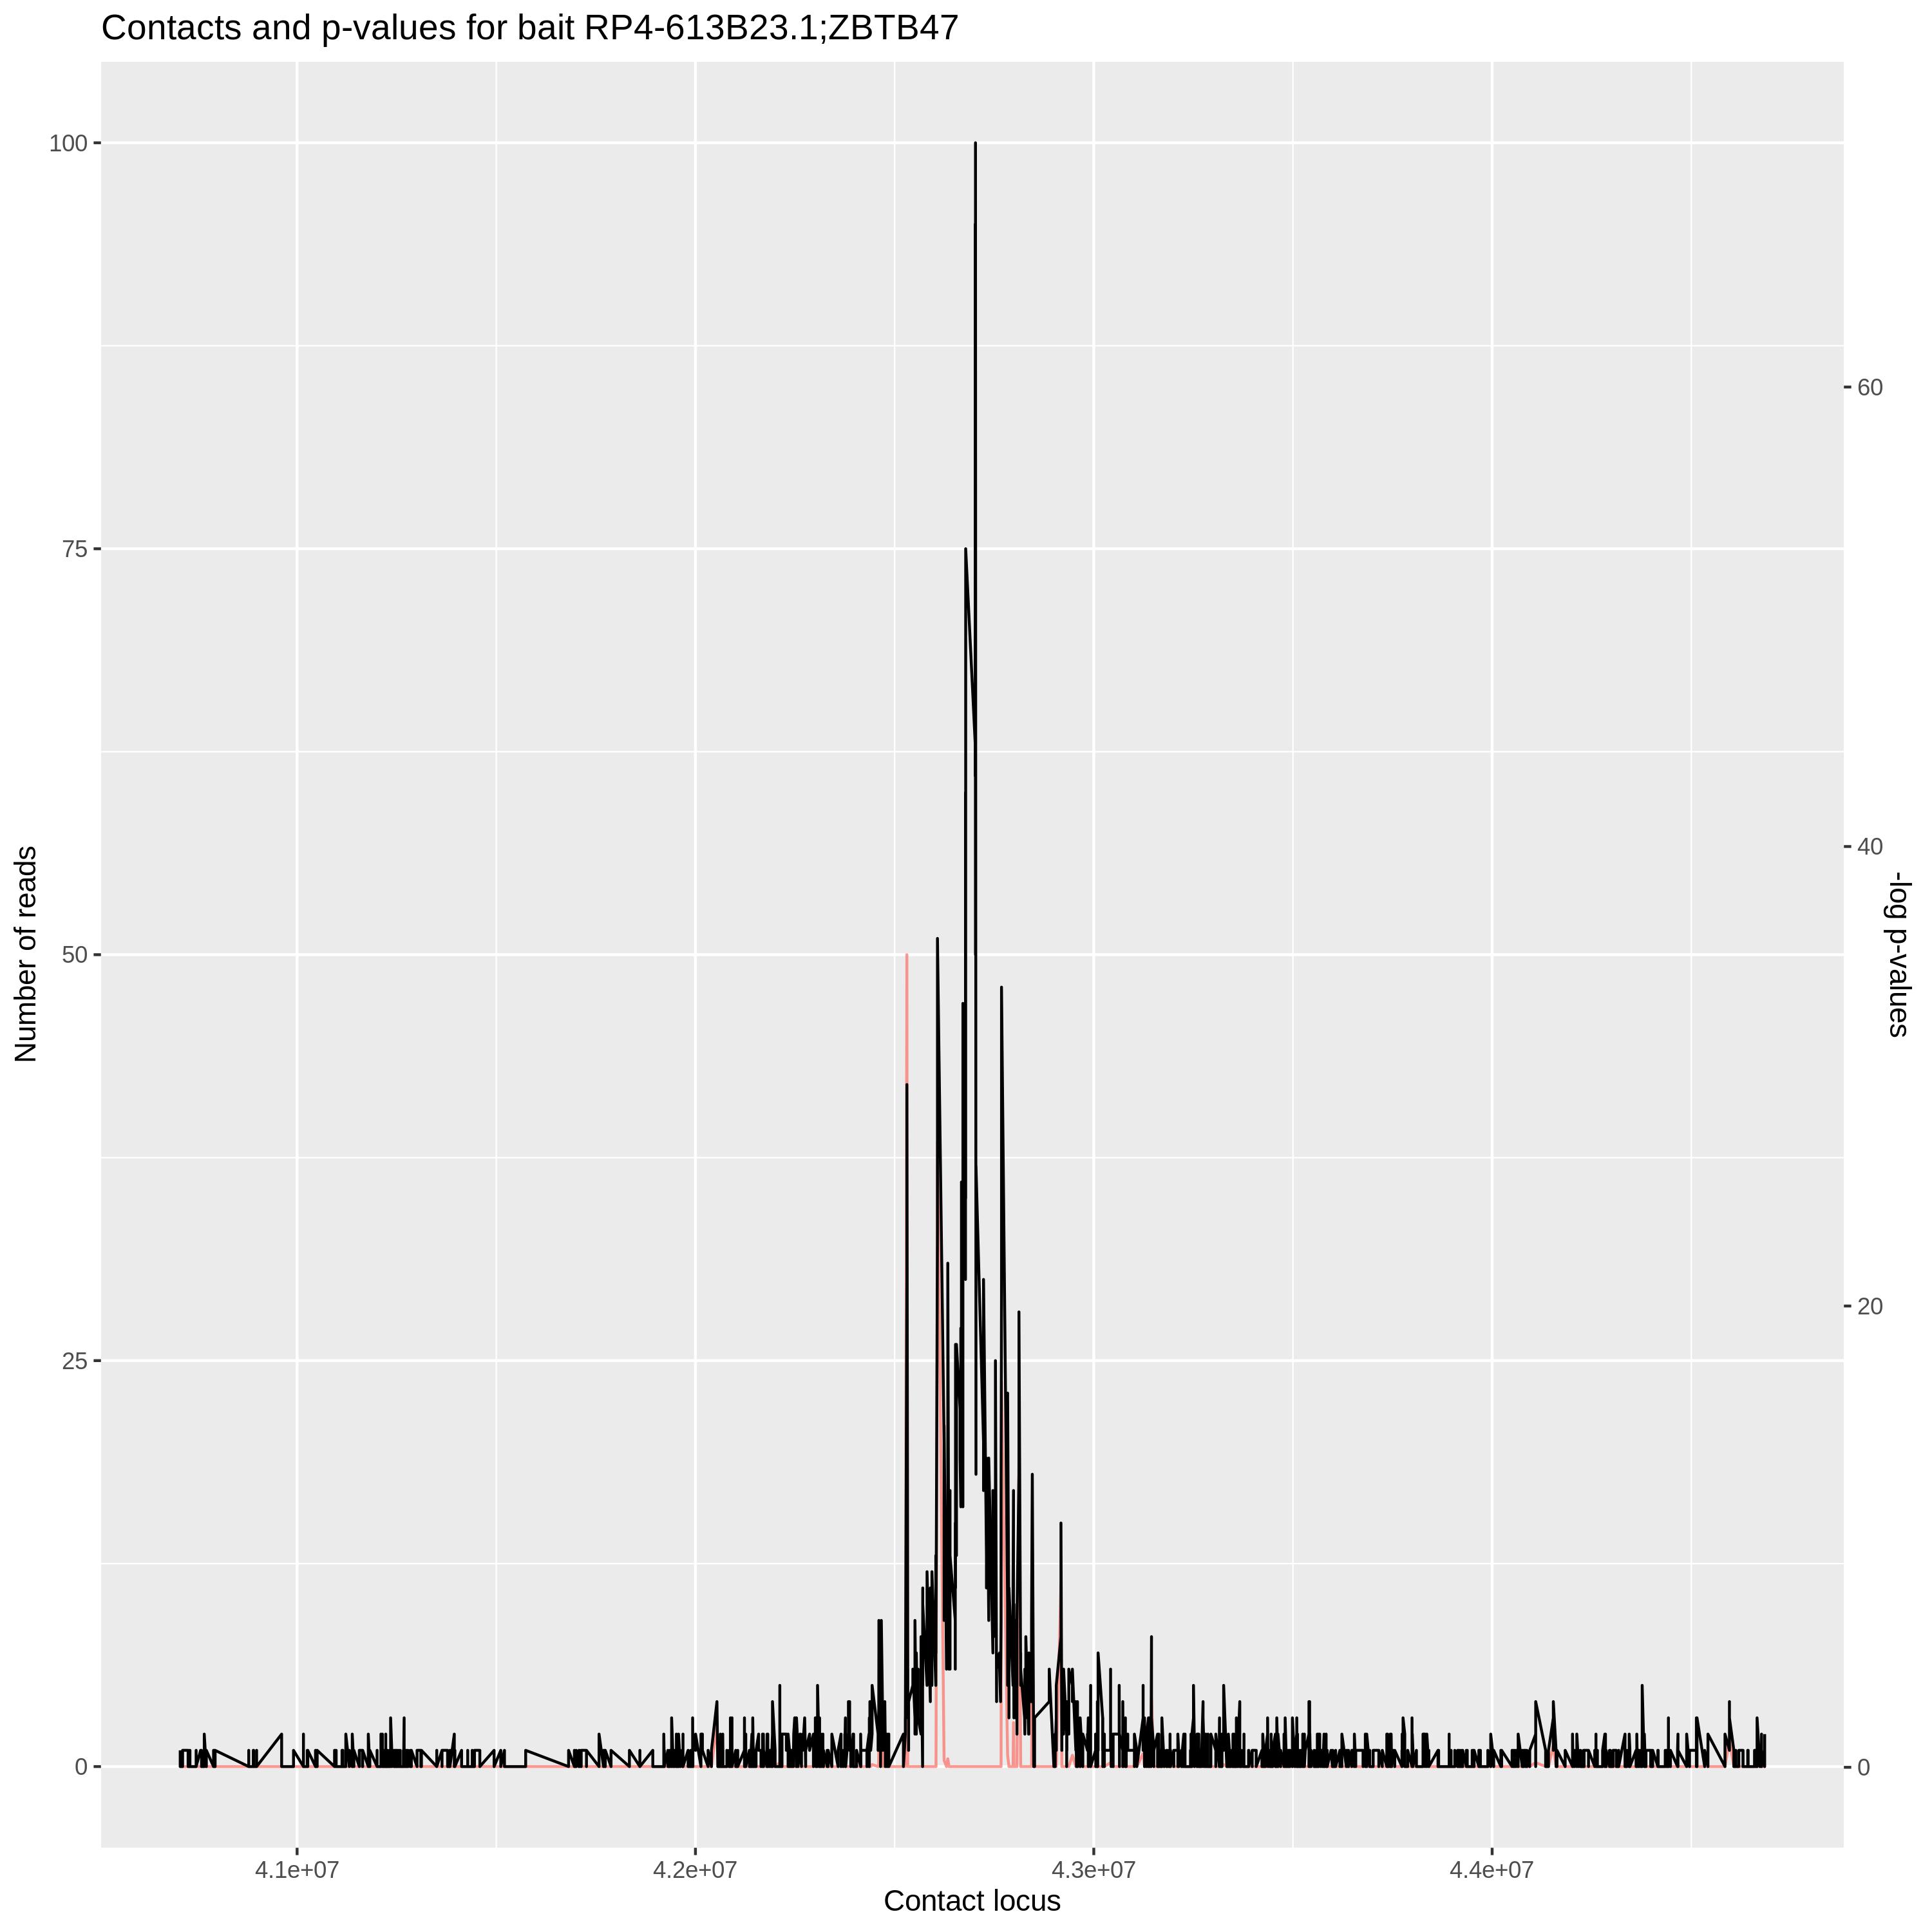 Contacts and p-values for bait RP4-613B23.1;ZBTB47
100
75
50
25
0
Number of reads
60
40
20
0
-log p-values
4.1e+07
4.2e+07
4.3e+07
4.4e+07
Contact locus